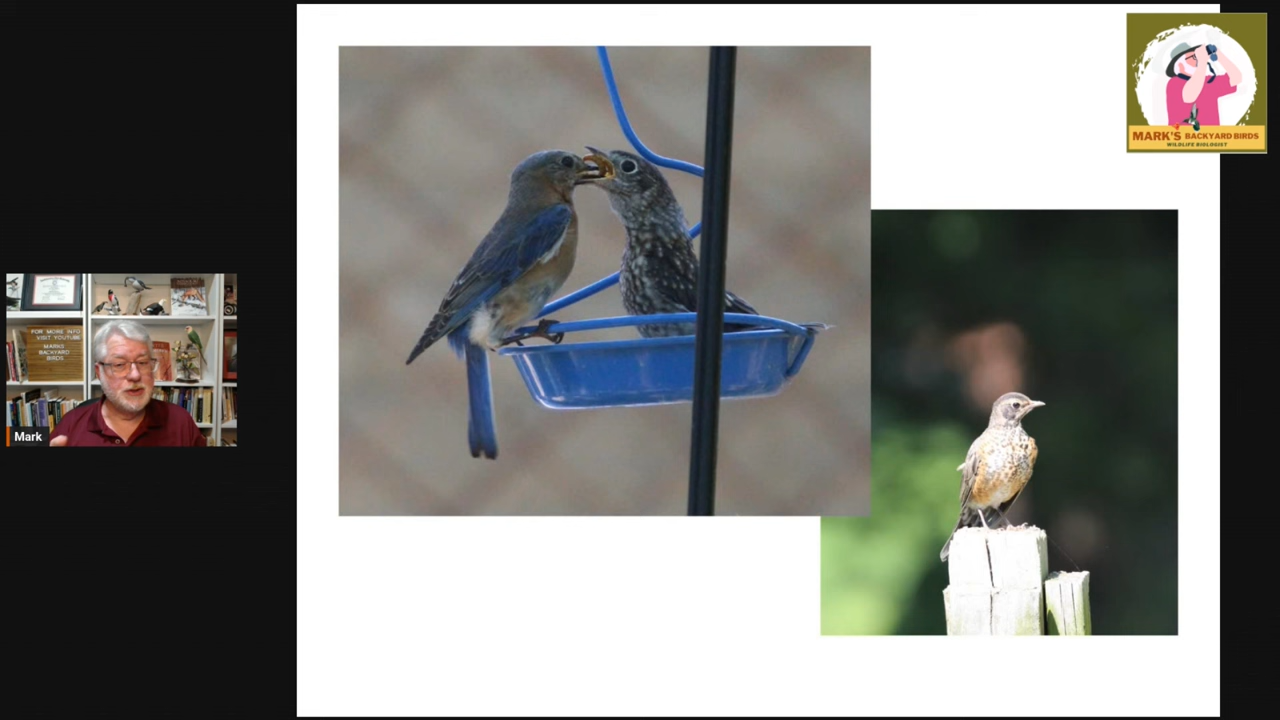 MARK'S BACKYARD BIRDS
WILDLIFE BIOLOGIST
FOR MORE INFO
VISIT YOUTUBE
MARKS
BACKYARD
BIRDS
Mark